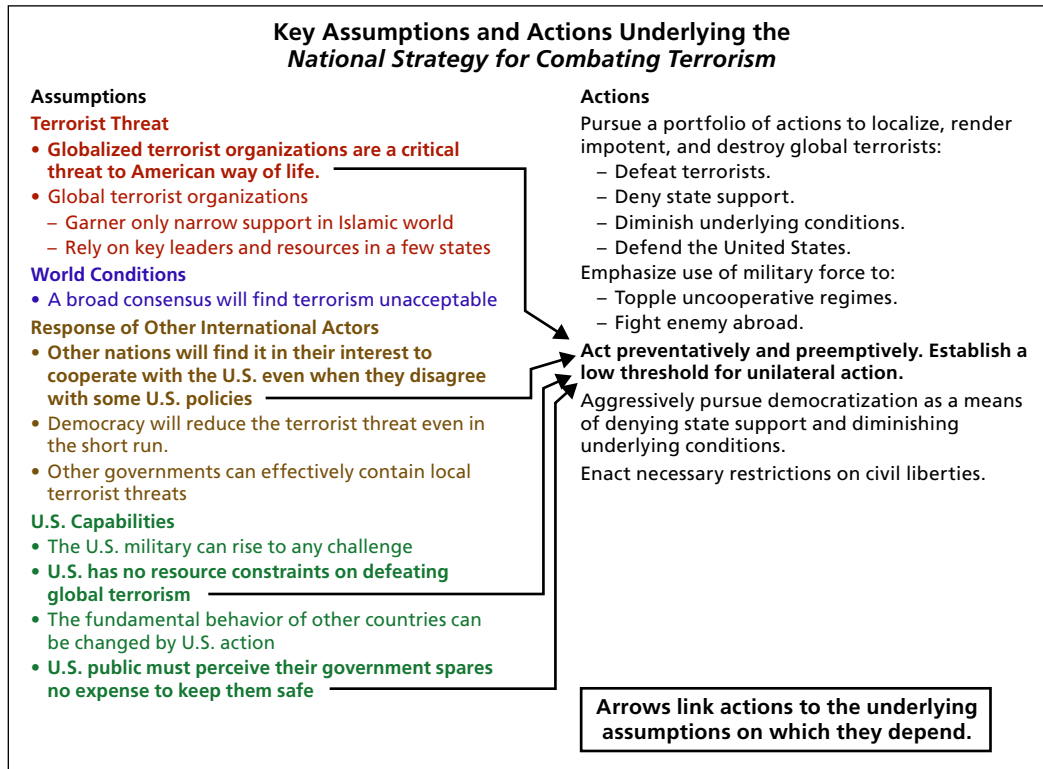 Key Assumptions and Actions Underlying the
National Strategy for Combating Terrorism
Assumptions
Terrorist Threat
• Globalized terrorist organizations are a critical
threat to American way of life.
• Global terrorist organizations
– Garner only narrow support in Islamic world
– Rely on key leaders and resources in a few states
World Conditions
• A broad consensus will find terrorism unacceptable
Response of Other International Actors
• Other nations will find it in their interest to
cooperate with the U.S. even when they disagree
with some U.S. policies
• Democracy will reduce the terrorist threat even in
the short run.
• Other governments can effectively contain local
terrorist threats
U.S. Capabilities
• The U.S. military can rise to any challenge
• U.S. has no resource constraints on defeating
global terrorism
• The fundamental behavior of other countries can
be changed by U.S. action
• U.S. public must perceive their government spares
no expense to keep them safe
Actions
Pursue a portfolio of actions to localize, render
impotent, and destroy global terrorists:
– Defeat terrorists.
– Deny state support.
– Diminish underlying conditions.
– Defend the United States.
Emphasize use of military force to:
– Topple uncooperative regimes.
– Fight enemy abroad.
Act preventatively and preemptively. Establish a
low threshold for unilateral action.
Aggressively pursue democratization as a means
of denying state support and diminishing
underlying conditions.
Enact necessary restrictions on civil liberties.
Arrows link actions to the underlying
assumptions on which they depend.